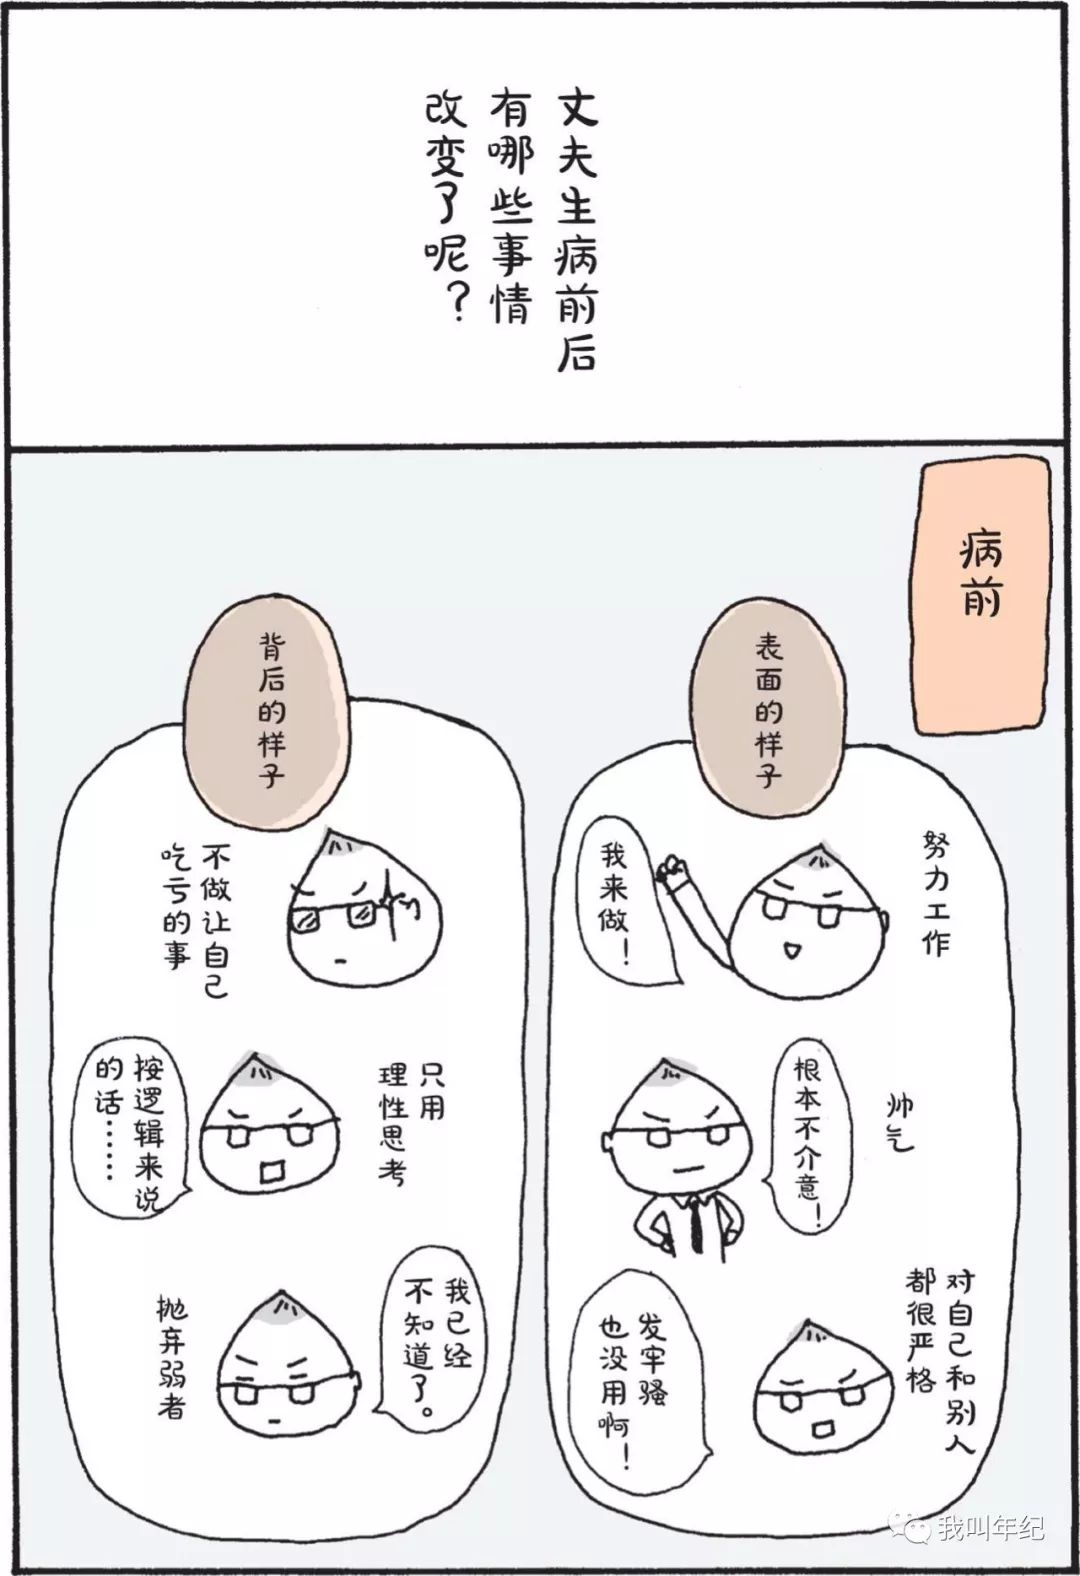 丈夫生病前后
有哪些事情
改变了呢？
病前
表面的样子
努力工作
我来做！
帅气
根本不介意！
对自己和别人
都很严格
发牢骚
也没用啊！
背后的样子
不做让自己
吃亏的事
只用
理性思考
按逻辑来说
的话……
我已经
不知道了。
抛弃弱者
我叫年纪